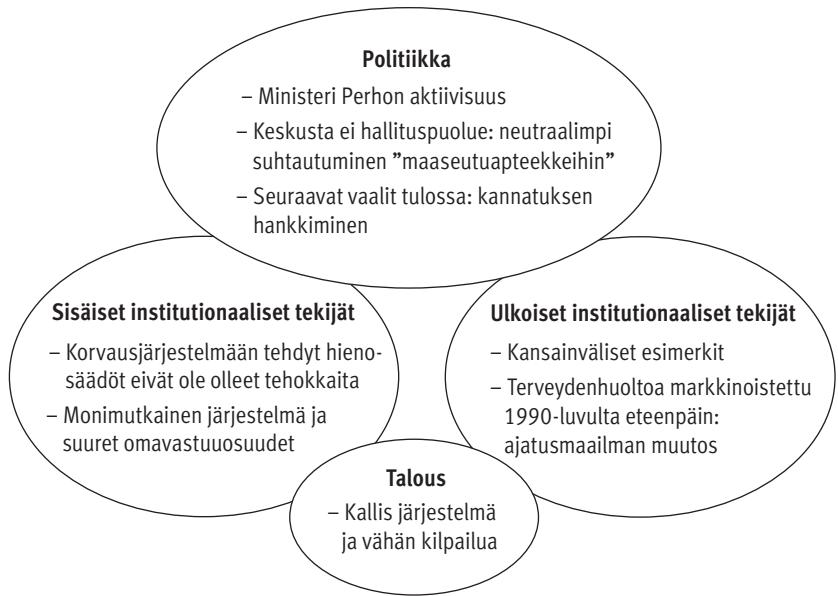 Politiikka
– Ministeri Perhon aktiivisuus
– Keskusta ei hallituspuolue: neutraalimpi
suhtautuminen ”maaseutuapteekkeihin”
– Seuraavat vaalit tulossa: kannatuksen
hankkiminen
Sisäiset institutionaaliset tekijät
– Korvausjärjestelmään tehdyt hieno-
säädöt eivät ole olleet tehokkaita
– Monimutkainen järjestelmä ja
suuret omavastuuosuudet
Ulkoiset institutionaaliset tekijät
– Kansainväliset esimerkit
– Terveydenhuoltoa markkinoistettu
1990-luvulta eteenpäin:
ajatusmaailman muutos
Talous
– Kallis järjestelmä
ja vähän kilpailua